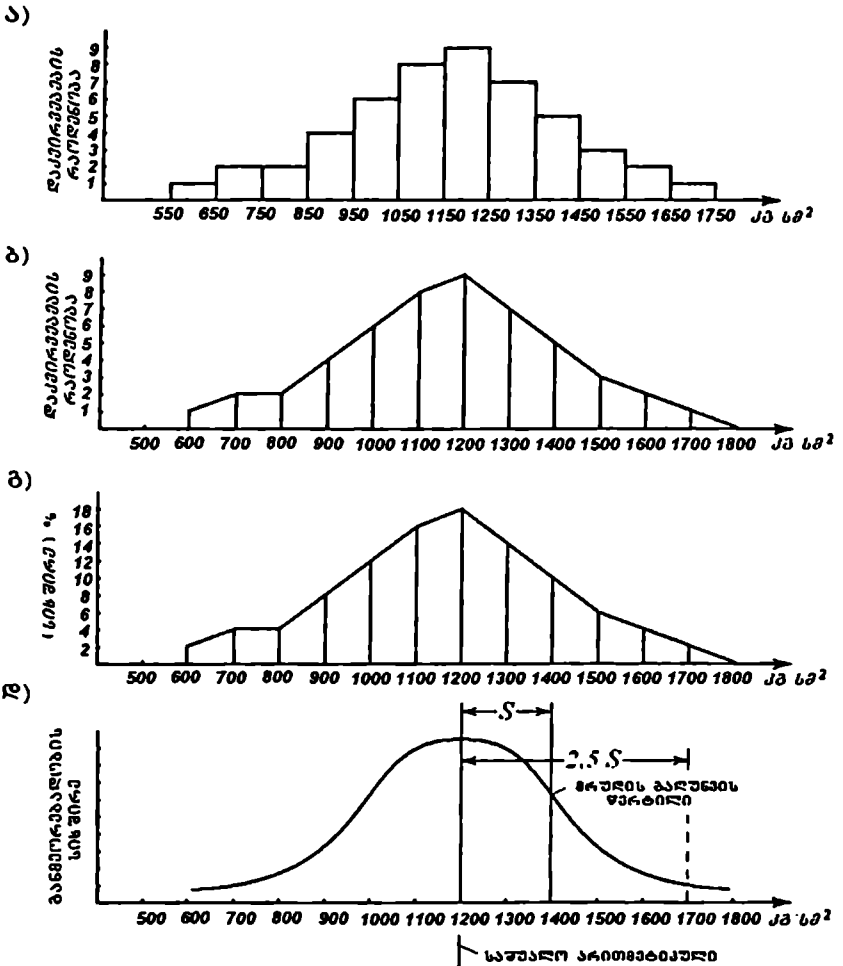 ა)
დაკვირვებების
რაოდენობა
9
8
7
6
5
4
3
2
1
550 650 750 850 950 1050 1150 1250 1350 1450 1550 1650 1750 კგ სმ²
ბ)
დაკვირვებების
რაოდენობა
9
8
7
6
5
4
3
2
1
500 600 700 800 900 1000 1100 1200 1300 1400 1500 1600 1700 1800 კგ სმ²
გ)
(სიხშირე) %
18
16
14
12
10
8
6
4
2
500 600 700 800 900 1000 1100 1200 1300 1400 1500 1600 1700 1800 კგ სმ²
დ)
განმეორებადობის
სიხშირე
S
2,5 S
მრუდის გაღუნვის
წერტილი
500 600 700 800 900 1000 1100 1200 1300 1400 1500 1600 1700 1800 კგ·სმ²
საშუალო არითმეტიკული